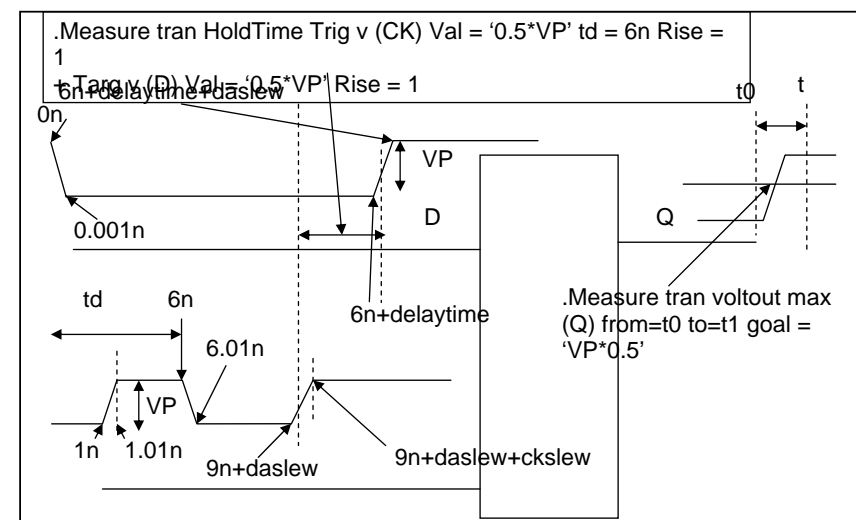 .Measure tran HoldTime Trig v (CK) Val = ‘0.5*VP’ td = 6n Rise =
1
+ Targ v (D) Val = ‘0.5*VP’ Rise = 1
6n+delaytime+daslew
t0
t
0n
VP
0.001n
D
Q
td
6n
6n+delaytime
.Measure tran voltout max
(Q) from=t0 to=t1 goal =
‘VP*0.5’
6.01n
VP
1n
1.01n
9n+daslew
9n+daslew+ckslew